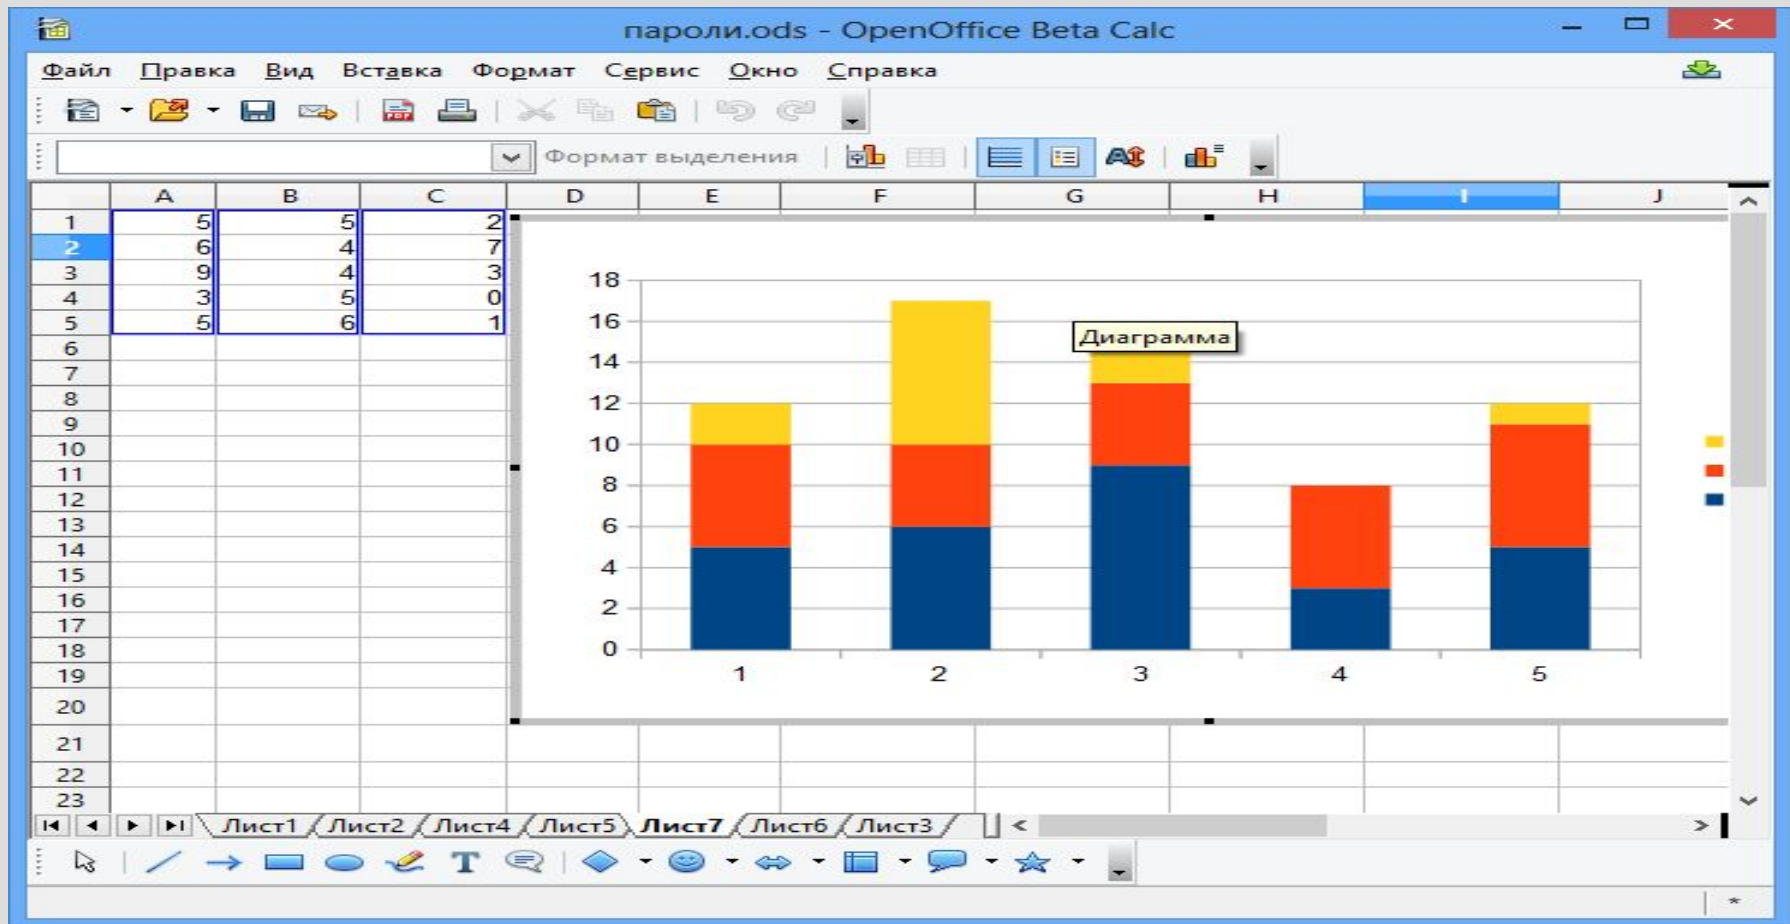 пароли.ods - OpenOffice Beta Calc
Файл Правка Вид Вставка Формат Сервис Окно Справка
PDF
Формат выделения
A B C D E F G H I J
1 5 5 2
2 6 4 7
3 9 4 3
4 3 5 0
5 5 6 1
6
7
8
9
10
11
12
13
14
15
16
17
18
19
20
21
22
23
18
16
14
12
10
8
6
4
2
0
Диаграмма
1 2 3 4 5
Лист1 Лист2 Лист4 Лист5 Лист7 Лист6 Лист3
T
*